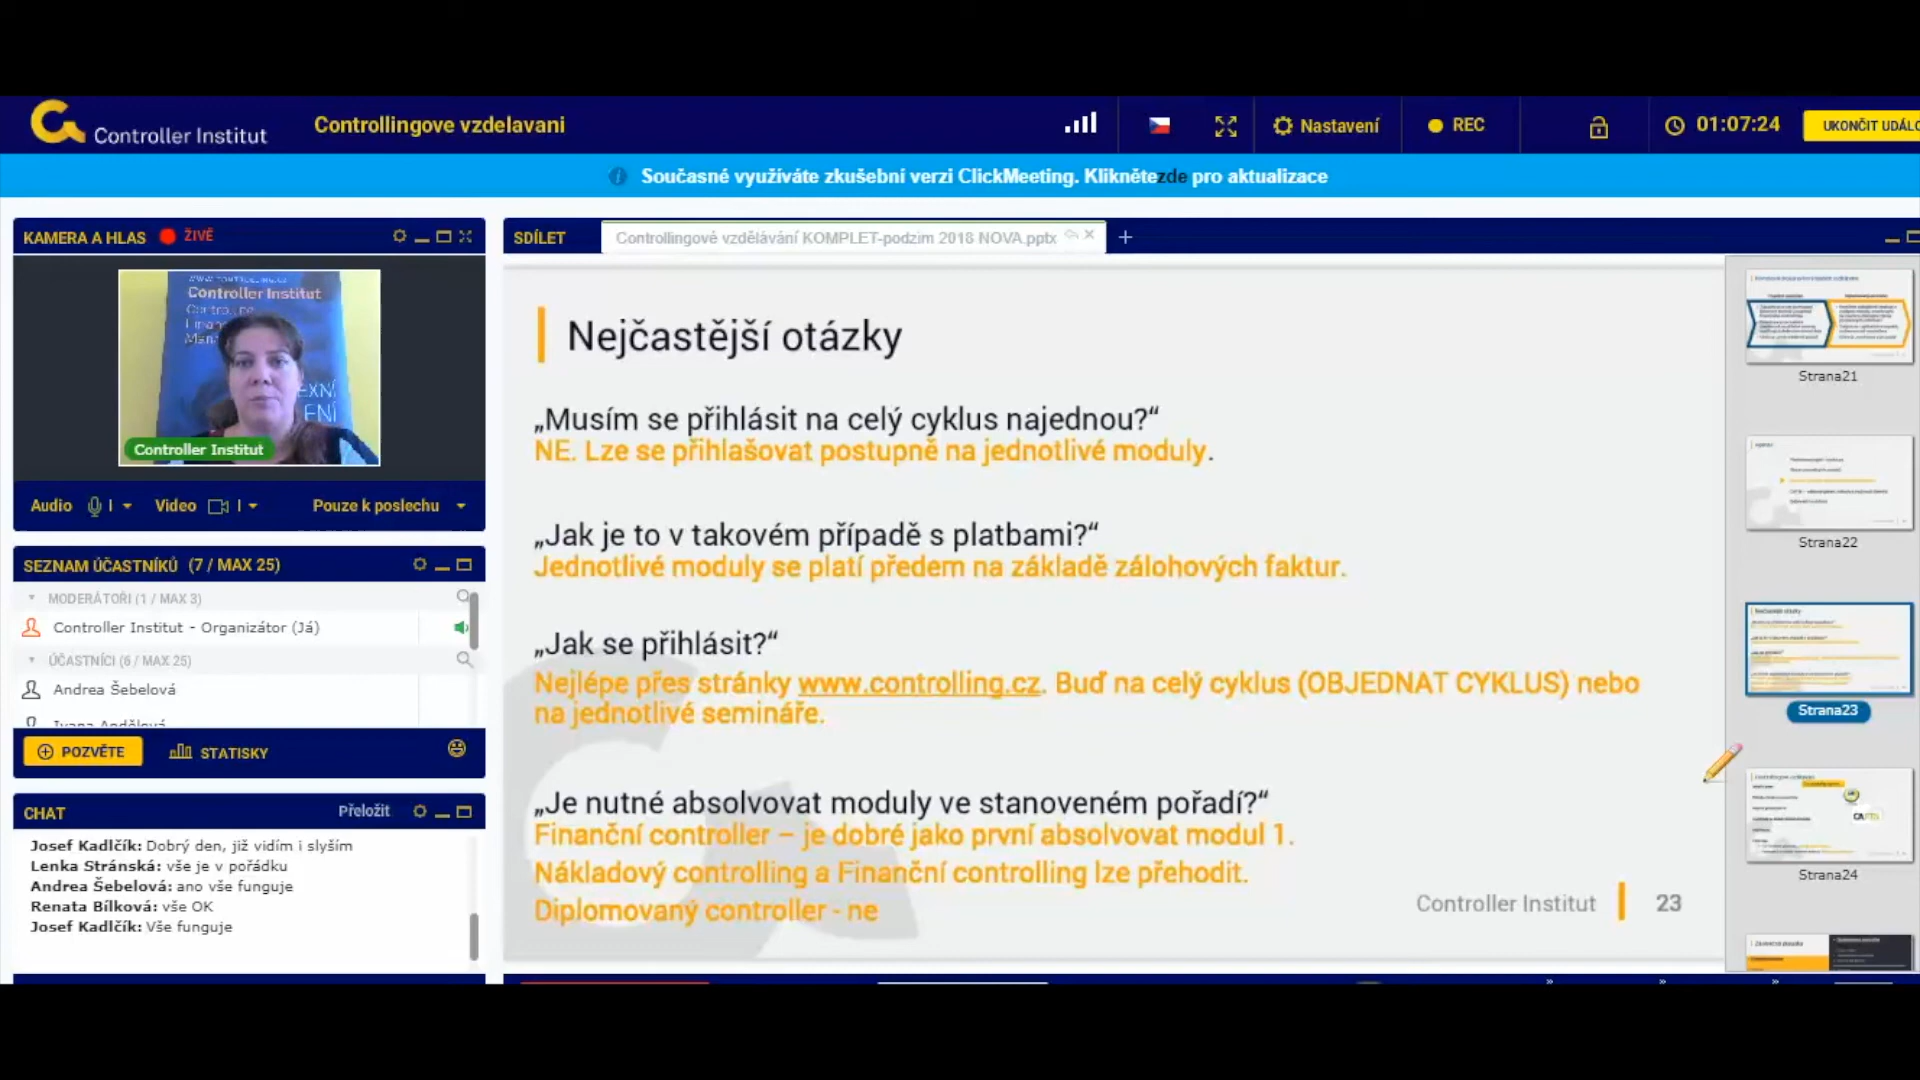 Controller Institut
Controllingove vzdelavani
Nastavení
REC
01:07:24
UKONČIT UDÁLO
Současné využíváte zkušební verzi ClickMeeting. Kliknětezde pro aktualizace
KAMERA A HLAS
ŽIVĚ
Controller Institut
Controller Institut
Audio
Video
Pouze k poslechu
SEZNAM ÚČASTNÍKŮ (7 / MAX 25)
MODERÁTOŘI (1 / MAX 3)
Controller Institut - Organizátor (Já)
ÚČASTNÍCI (6 / MAX 25)
Andrea Šebelová
Ivana Andělová
POZVĚTE
STATISKY
CHAT
Přeložit
Josef Kadlčík: Dobrý den, již vidím i slyším
Lenka Stránská: vše je v pořádku
Andrea Šebelová: ano vše funguje
Renata Bílková: vše OK
Josef Kadlčík: Vše funguje
SDÍLET
Controllingové vzdělávání KOMPLET-podzim 2018 NOVA.pptx
Nejčastější otázky
„Musím se přihlásit na celý cyklus najednou?“
NE. Lze se přihlašovat postupně na jednotlivé moduly.
„Jak je to v takovém případě s platbami?“
Jednotlivé moduly se platí předem na základě zálohových faktur.
„Jak se přihlásit?“
Nejlépe přes stránky www.controlling.cz. Buď na celý cyklus (OBJEDNAT CYKLUS) nebo
na jednotlivé semináře.
„Je nutné absolvovat moduly ve stanoveném pořadí?“
Finanční controller – je dobré jako první absolvovat modul 1.
Nákladový controlling a Finanční controlling lze přehodit.
Diplomovaný controller - ne
Controller Institut
23
Strana21
Strana22
Strana23
Strana24